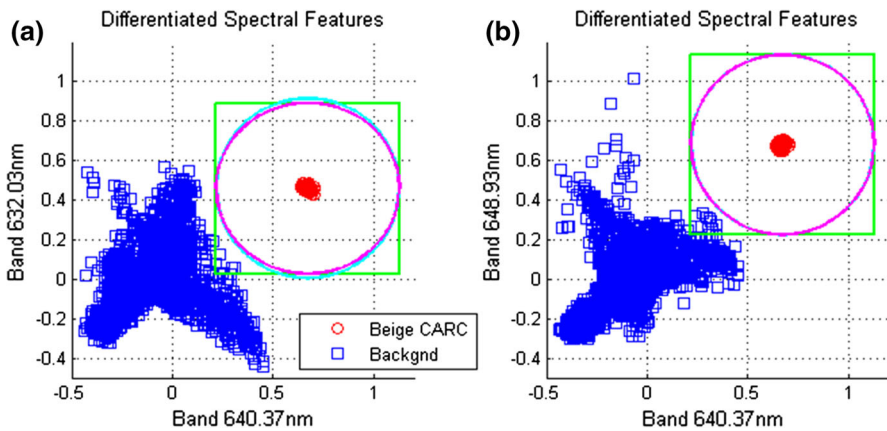 (a)
Differentiated Spectral Features
Band 632.03nm
1
0.8
0.6
0.4
0.2
0
-0.2
-0.4
-0.5
0
0.5
1
Band 640.37nm
Beige CARC
Backgnd
(b)
Differentiated Spectral Features
Band 648.93nm
1
0.8
0.6
0.4
0.2
0
-0.2
-0.4
-0.5
0
0.5
1
Band 640.37nm